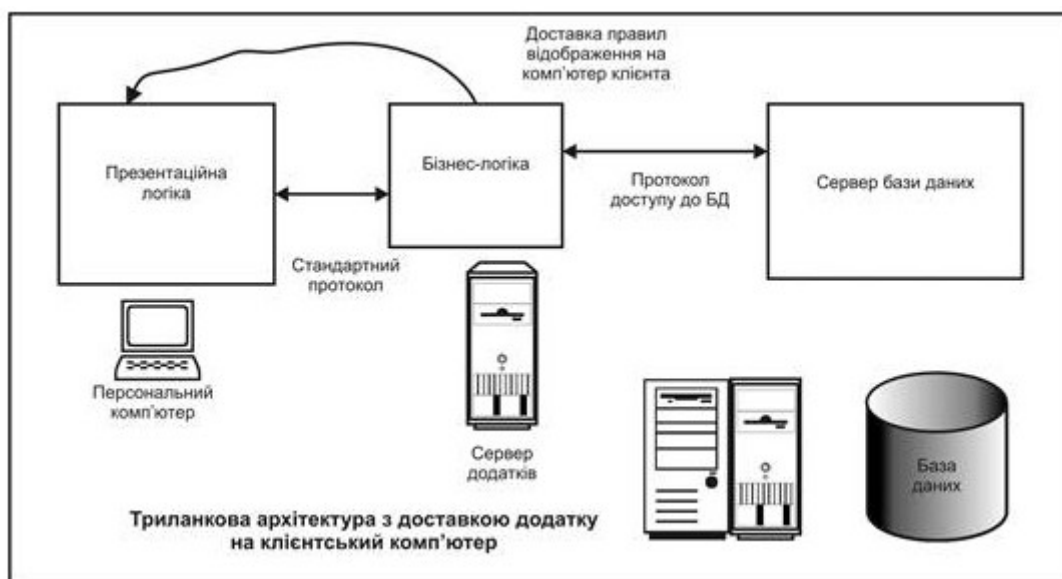 Доставка правил
відображення на
комп'ютер клієнта
Презентаційна
логіка
Бізнес-логіка
Сервер бази даних
Протокол
доступу до БД
Стандартний
протокол
Персональний
комп'ютер
Сервер
додатків
База
даних
Триланкова архітектура з доставкою додатку
на клієнтський комп'ютер